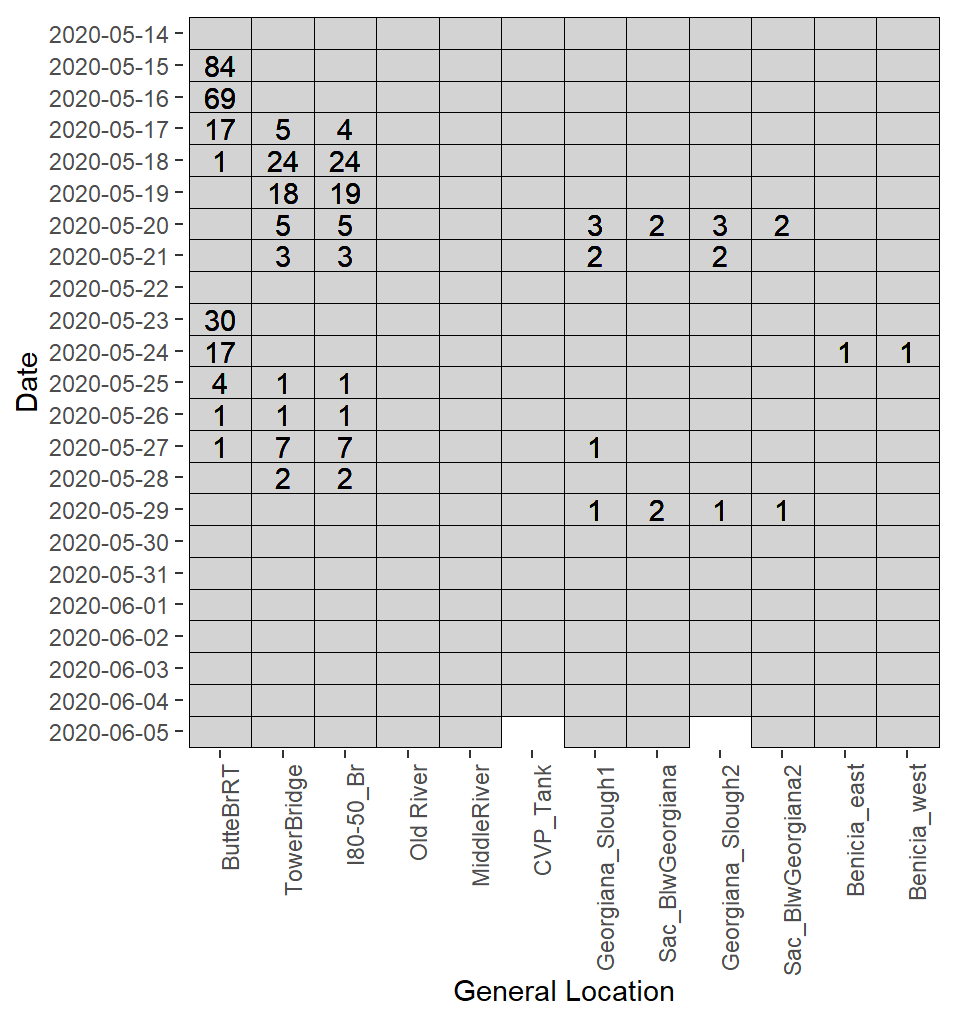 2020-05-14
2020-05-15 84
2020-05-16 69
2020-05-17 17 5 4
2020-05-18 1 24 24
2020-05-19 18 19
2020-05-20 5 5 3 2 3 2
2020-05-21 3 3 2 2
2020-05-22
2020-05-23 30
2020-05-24 17 1 1
2020-05-25 4 1 1
2020-05-26 1 1 1
2020-05-27 1 7 7 1
2020-05-28 2 2
2020-05-29 1 2 1 1
2020-05-30
2020-05-31
2020-06-01
2020-06-02
2020-06-03
2020-06-04
2020-06-05
Date
ButteBrRT
TowerBridge
I80-50_Br
Old River
MiddleRiver
CVP_Tank
Georgiana_Slough1
Sac_BlwGeorgiana
Georgiana_Slough2
Sac_BlwGeorgiana2
Benicia_east
Benicia_west
General Location